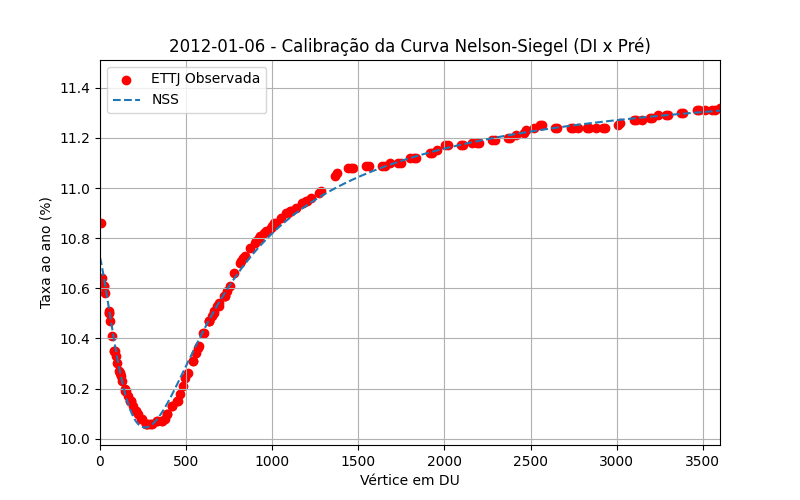 2012-01-06 - Calibração da Curva Nelson-Siegel (DI x Pré)
ETTJ Observada
NSS
Taxa ao ano (%)
11.4
11.2
11.0
10.8
10.6
10.4
10.2
10.0
0 500 1000 1500 2000 2500 3000 3500
Vértice em DU